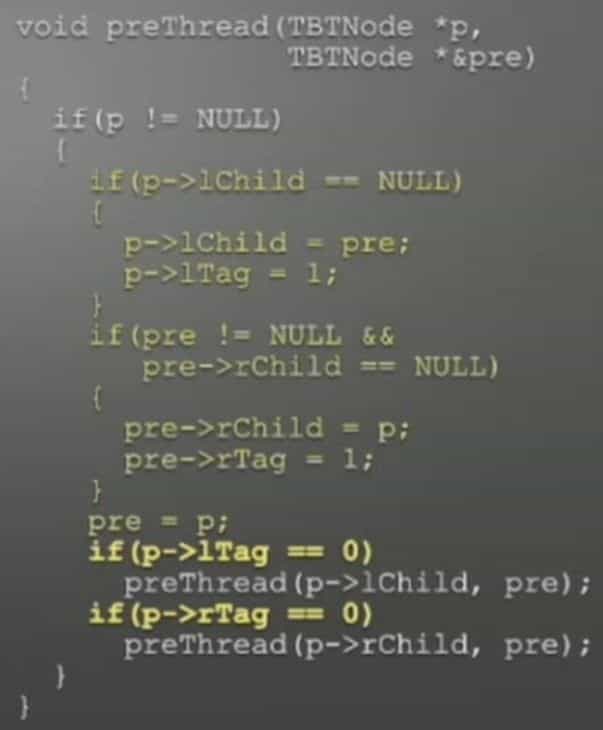 void preThread(TBTNode *p,
               TBTNode *&pre)
{
  if(p != NULL)
  {
    if(p->lChild == NULL)
    {
      p->lChild = pre;
      p->lTag = 1;
    }
    if(pre != NULL &&
       pre->rChild == NULL)
    {
      pre->rChild = p;
      pre->rTag = 1;
    }
    pre = p;
    if(p->lTag == 0)
      preThread(p->lChild, pre);
    if(p->rTag == 0)
      preThread(p->rChild, pre);
  }
}